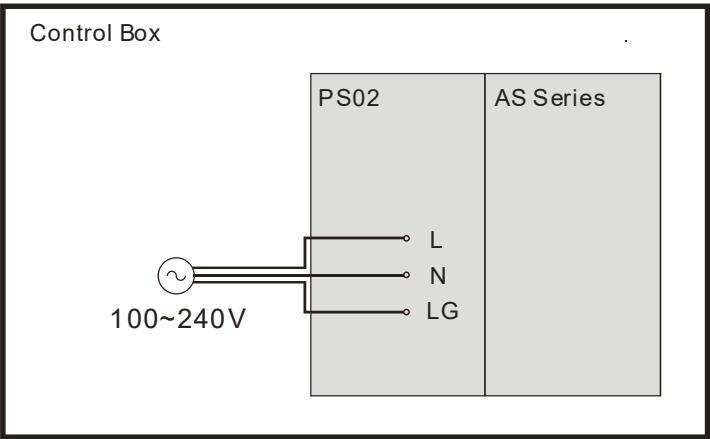 Control Box
PS02
AS Series
L
N
LG
100~240V